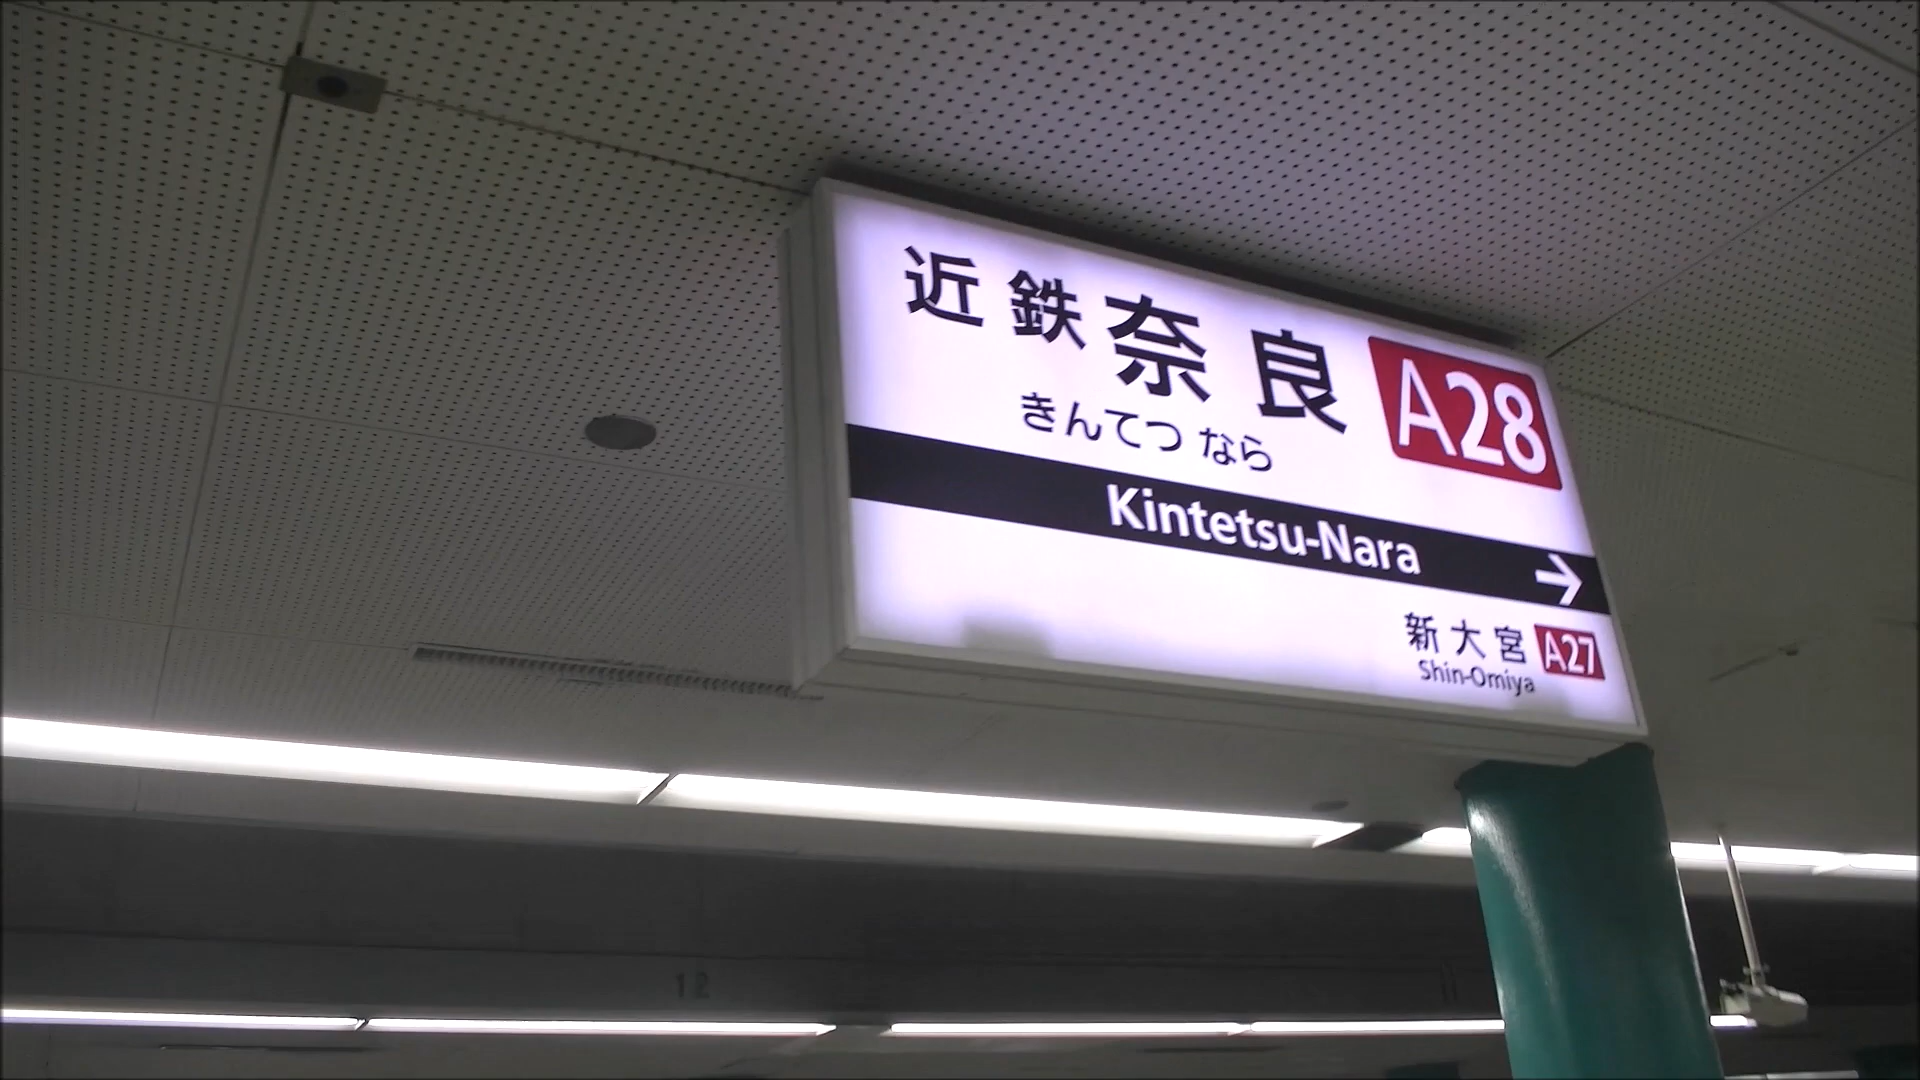 近鉄奈良 A28
きんてつ なら
Kintetsu-Nara →
新大宮 A27
Shin-Omiya
12